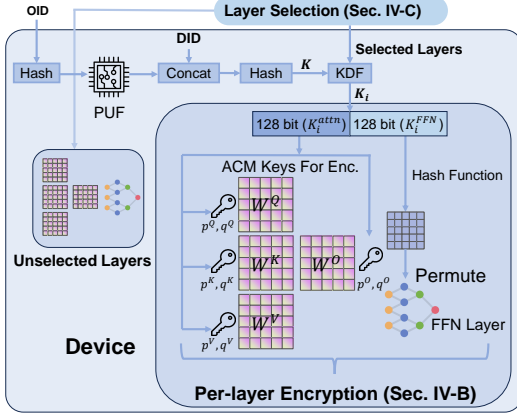 Layer Selection (Sec. IV-C)
OID
DID
Selected Layers
Hash
PUF
Concat
Hash
K
KDF
K_i
128 bit (K_i^{attn})
128 bit (K_i^{FFN})
ACM Keys For Enc.
Hash Function
W^Q
p^Q, q^Q
W^K
p^K, q^K
W^O
p^O, q^O
W^V
p^V, q^V
Permute
FFN Layer
Unselected Layers
Device
Per-layer Encryption (Sec. IV-B)